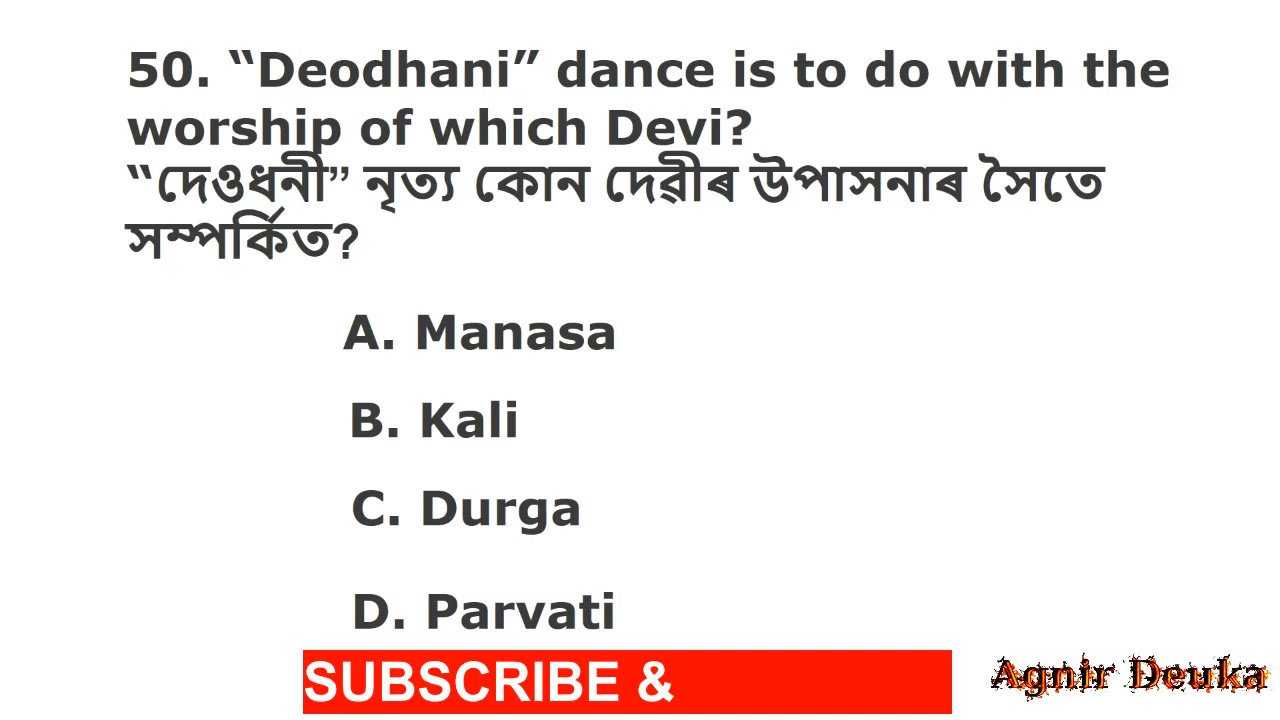 50. “Deodhani” dance is to do with the
worship of which Devi?
“দেওধনী” নৃত্য কোন দেৱীৰ উপাসনাৰ সৈতে
সম্পৰ্কিত?
A. Manasa
B. Kali
C. Durga
D. Parvati
SUBSCRIBE &
Agnir Deuka